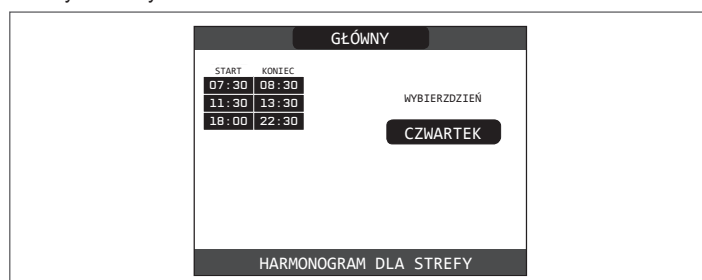 GŁÓWNY
START KONIEC
07:30 08:30
11:30 13:30
18:00 22:30
WYBIERZDZIEŃ
CZWARTEK
HARMONOGRAM DLA STREFY